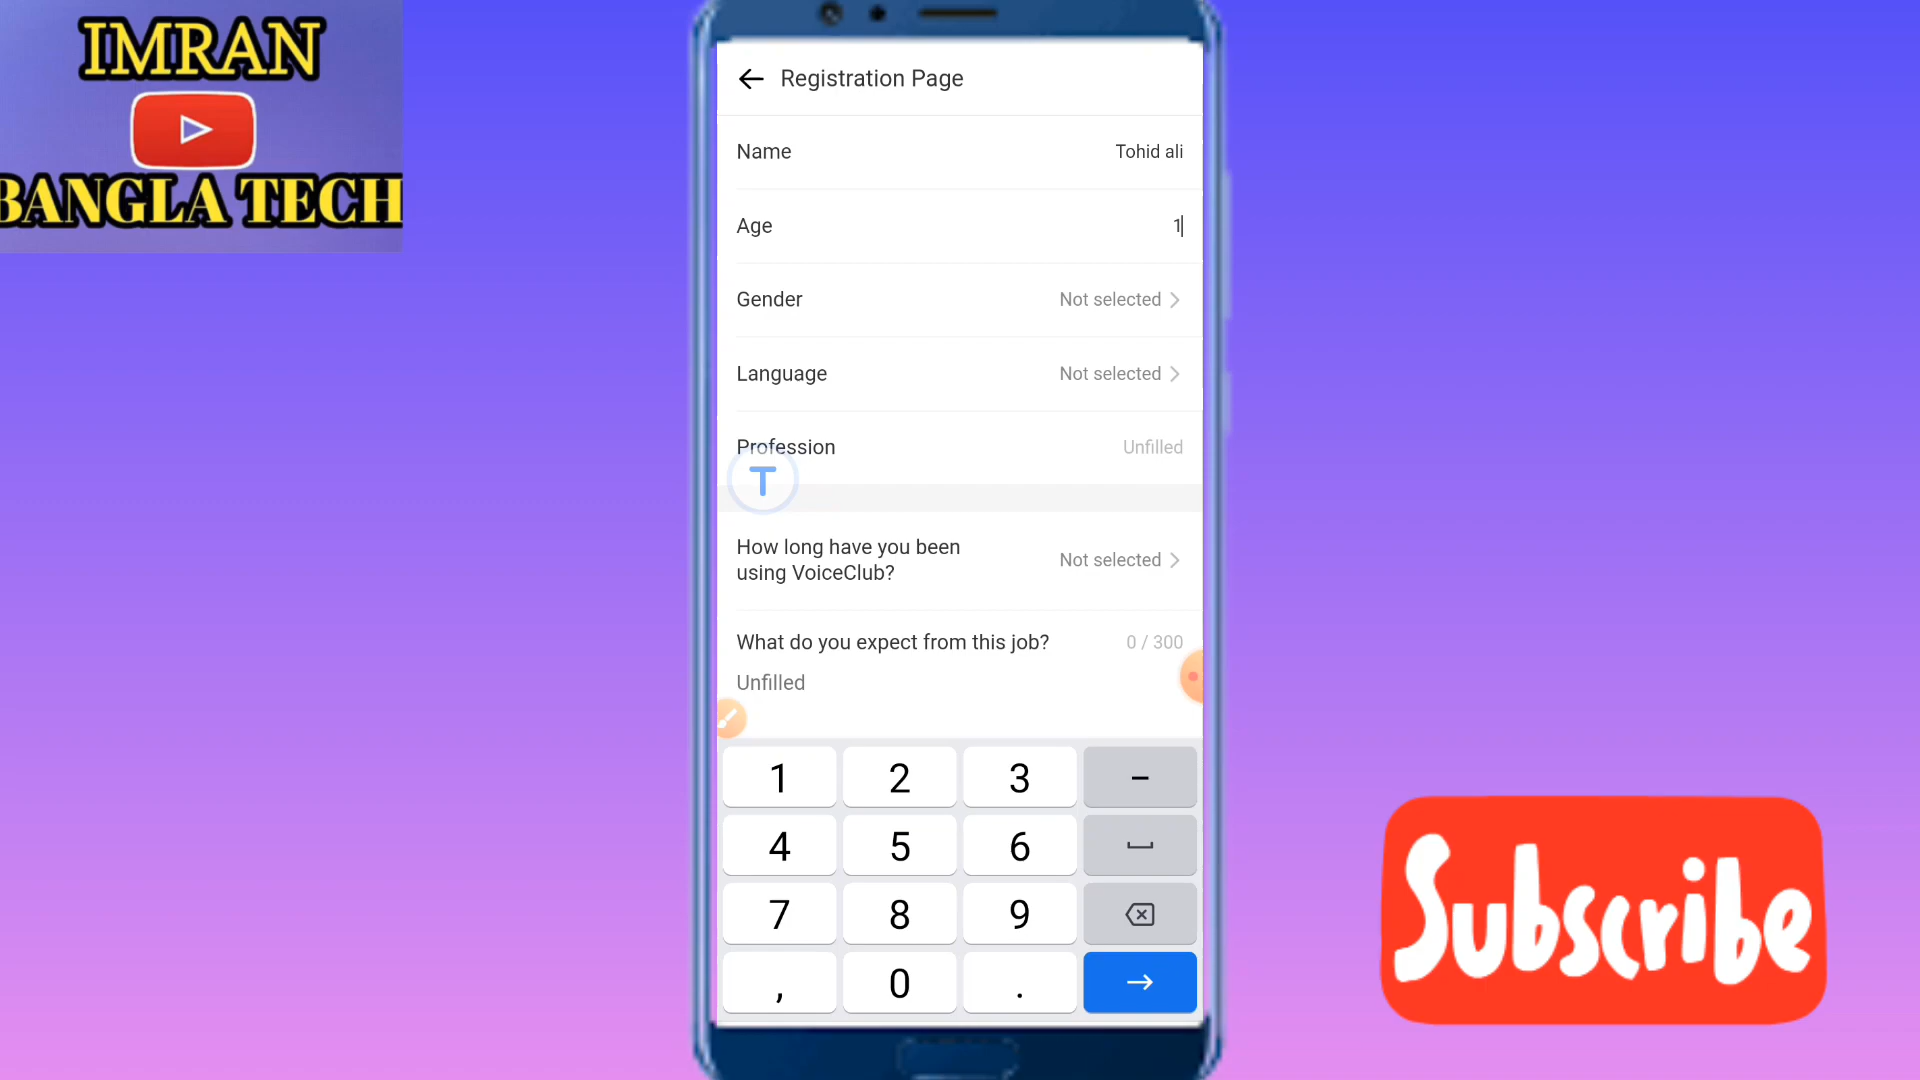 IMRAN
BANGLA TECH
Registration Page
Name
Tohid ali
Age
1
Gender
Not selected
Language
Not selected
Profession
Unfilled
T
How long have you been
using VoiceClub?
Not selected
What do you expect from this job?
0 / 300
Unfilled
1 2 3 -
4 5 6
7 8 9
, 0 .
Subscribe